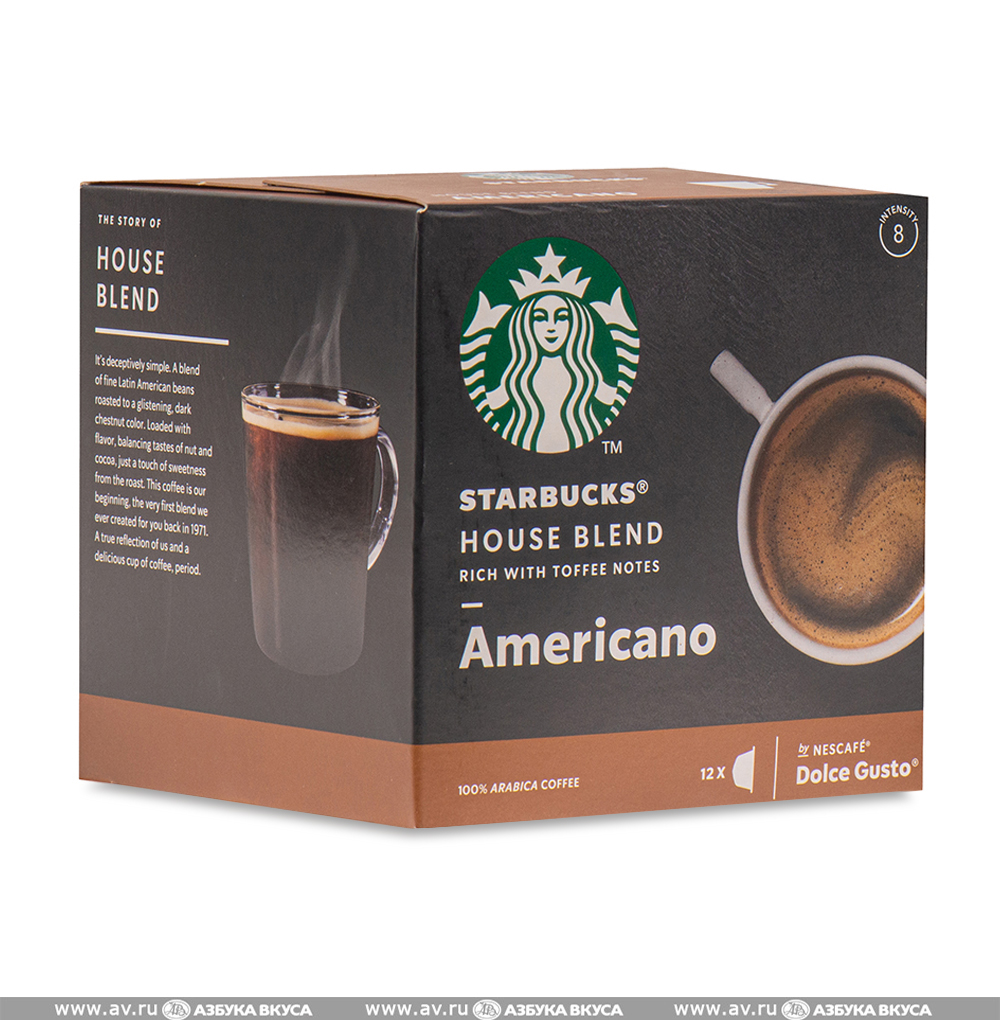 THE STORY OF
HOUSE
BLEND
It's deceptively simple. A blend
of fine Latin American beans
roasted to a glistening, dark
chestnut color. Loaded with
flavor, balancing tastes of nut and
cocoa, just a touch of sweetness
from the roast. This coffee is our
beginning, the very first blend we
ever created for you back in 1971.
A true reflection of us and a
delicious cup of coffee, period.
AMERICANO
INTENSITY
8
TM
STARBUCKS®
HOUSE BLEND
RICH WITH TOFFEE NOTES
Americano
100% ARABICA COFFEE
12 X
by NESCAFÉ®
Dolce Gusto®
www.av.ru АВ АЗБУКА ВКУСА www.av.ru АВ АЗБУКА ВКУСА www.av.ru АВ АЗБУКА ВКУСА